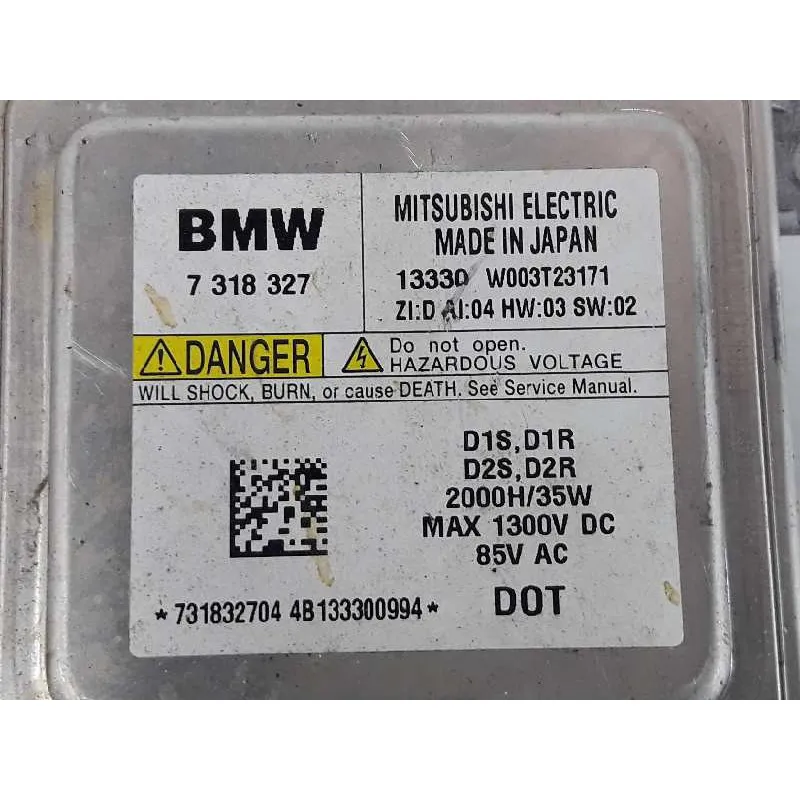 BMW
7 318 327
MITSUBISHI ELECTRIC
MADE IN JAPAN
13330 W003T23171
ZI:D AI:04 HW:03 SW:02
DANGER
Do not open.
HAZARDOUS VOLTAGE
WILL SHOCK, BURN, or cause DEATH. See Service Manual.
D1S,D1R
D2S,D2R
2000H/35W
MAX 1300V DC
85V AC
*731832704 4B133300994*
DOT